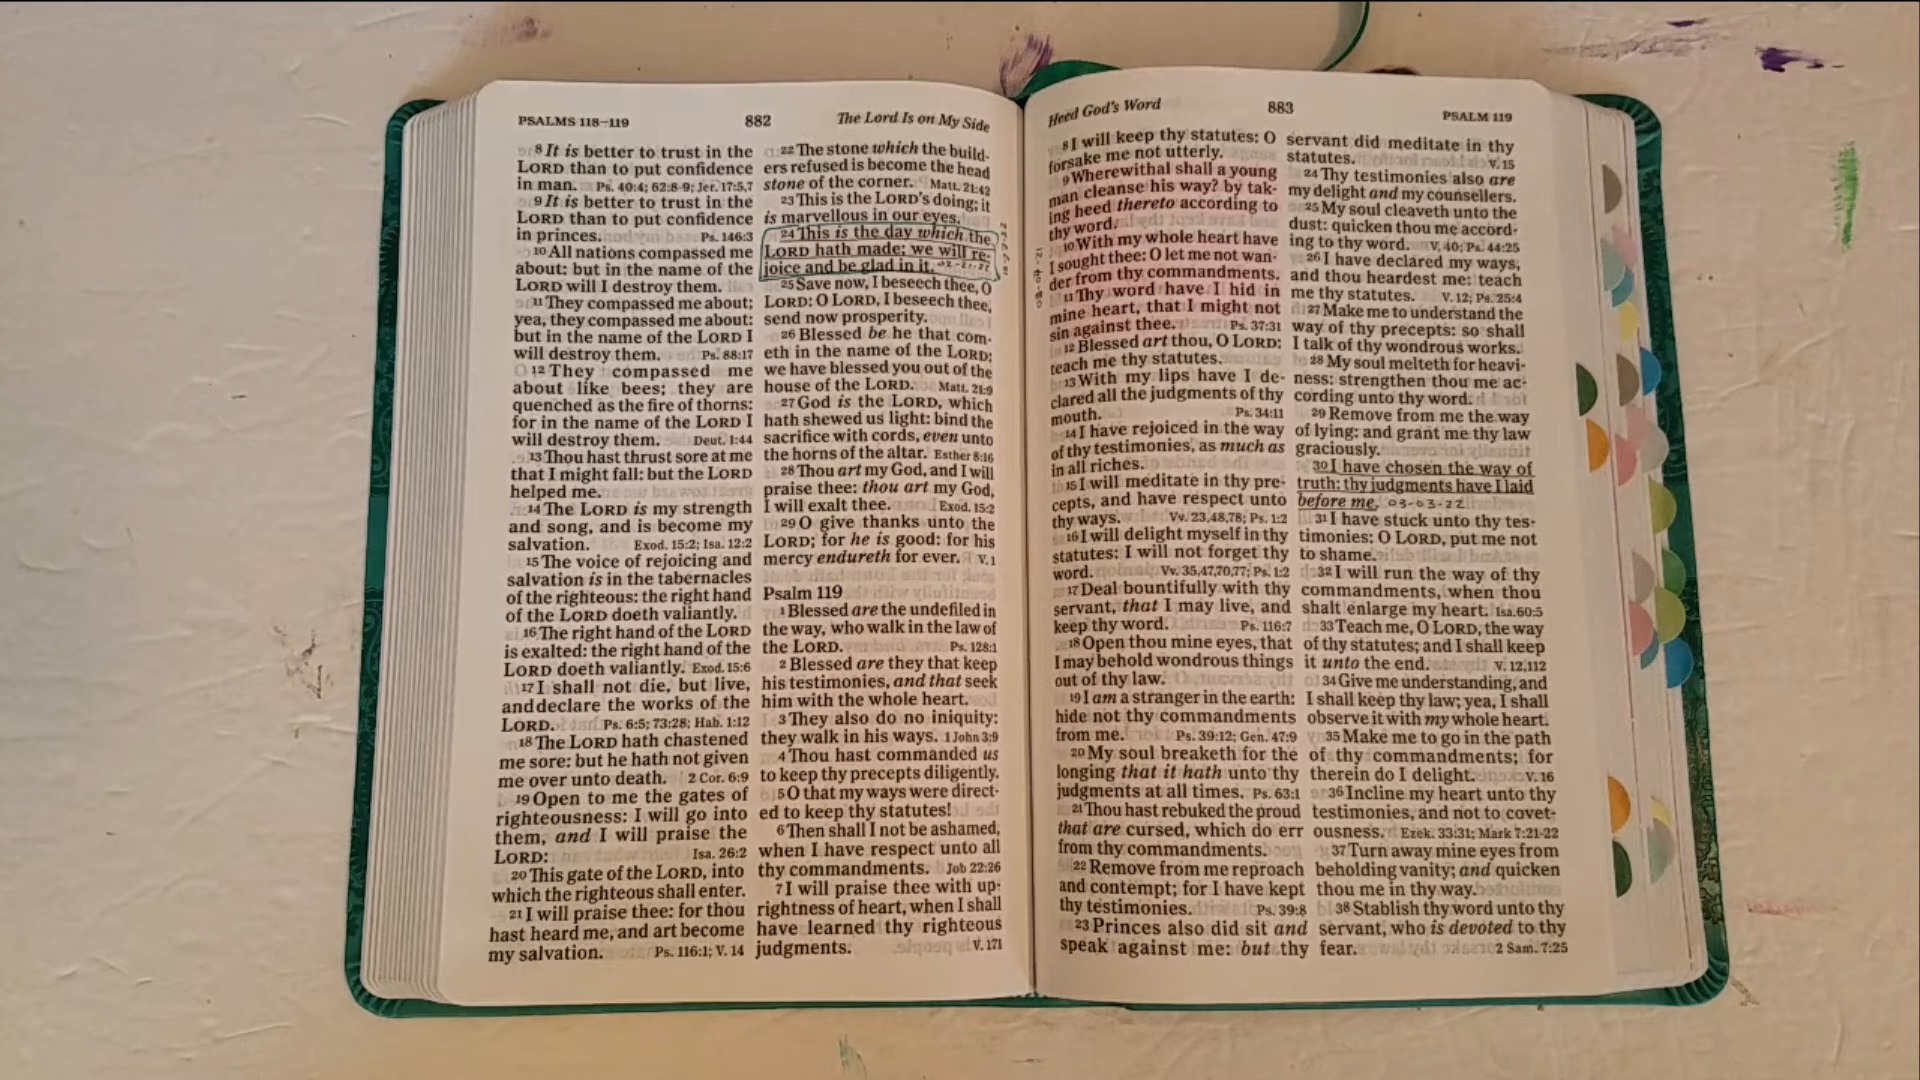 PSALMS 118–119
882
The Lord Is on My Side
8 It is better to trust in the
LORD than to put confidence
in man. Ps. 40:4; 62:8-9; Jer. 17:5,7
9 It is better to trust in the
LORD than to put confidence
in princes. Ps. 146:3
10 All nations compassed me
about: but in the name of the
LORD will I destroy them.
11 They compassed me about;
yea, they compassed me about:
but in the name of the LORD I
will destroy them. Ps. 88:17
12 They compassed me
about like bees; they are
quenched as the fire of thorns:
for in the name of the LORD I
will destroy them. Deut. 1:44
13 Thou hast thrust sore at me
that I might fall: but the LORD
helped me.
14 The LORD is my strength
and song, and is become my
salvation. Exod. 15:2; Isa. 12:2
15 The voice of rejoicing and
salvation is in the tabernacles
of the righteous: the right hand
of the LORD doeth valiantly.
16 The right hand of the LORD
is exalted: the right hand of the
LORD doeth valiantly. Exod. 15:6
17 I shall not die, but live,
and declare the works of the
LORD. Ps. 6:5; 73:28; Hab. 1:12
18 The LORD hath chastened
me sore: but he hath not given
me over unto death. 2 Cor. 6:9
19 Open to me the gates of
righteousness: I will go into
them, and I will praise the
LORD: Isa. 26:2
20 This gate of the LORD, into
which the righteous shall enter.
21 I will praise thee: for thou
hast heard me, and art become
my salvation. Ps. 116:1; V. 14
22 The stone which the build-
ers refused is become the head
stone of the corner. Matt. 21:42
23 This is the LORD's doing; it
is marvellous in our eyes.
24 This is the day which the
LORD hath made; we will re-
joice and be glad in it.
25 Save now, I beseech thee, O
LORD: O LORD, I beseech thee,
send now prosperity.
26 Blessed be he that com-
eth in the name of the LORD:
we have blessed you out of the
house of the LORD. Matt. 21:9
27 God is the LORD, which
hath shewed us light: bind the
sacrifice with cords, even unto
the horns of the altar. Esther 8:16
28 Thou art my God, and I will
praise thee: thou art my God,
I will exalt thee. Exod. 15:2
29 O give thanks unto the
LORD; for he is good: for his
mercy endureth for ever. V. 1
Psalm 119
1 Blessed are the undefiled in
the way, who walk in the law of
the LORD. Ps. 128:1
2 Blessed are they that keep
his testimonies, and that seek
him with the whole heart.
3 They also do no iniquity:
they walk in his ways. 1 John 3:9
4 Thou hast commanded us
to keep thy precepts diligently.
5 O that my ways were direct-
ed to keep thy statutes!
6 Then shall I not be ashamed,
when I have respect unto all
thy commandments. Job 22:26
7 I will praise thee with up-
rightness of heart, when I shall
have learned thy righteous
judgments. V. 171
Heed God's Word
883
PSALM 119
8 I will keep thy statutes: O
forsake me not utterly.
9 Wherewithal shall a young
man cleanse his way? by tak-
ing heed thereto according to
thy word.
10 With my whole heart have
I sought thee: O let me not wan-
der from thy commandments.
11 Thy word have I hid in
mine heart, that I might not
sin against thee. Ps. 37:31
12 Blessed art thou, O LORD:
teach me thy statutes.
13 With my lips have I de-
clared all the judgments of thy
mouth. Ps. 34:11
14 I have rejoiced in the way
of thy testimonies, as much as
in all riches.
15 I will meditate in thy pre-
cepts, and have respect unto
thy ways. Vv. 23,48,78; Ps. 1:2
16 I will delight myself in thy
statutes: I will not forget thy
word. Vv. 35,47,70,77; Ps. 1:2
17 Deal bountifully with thy
servant, that I may live, and
keep thy word. Ps. 116:7
18 Open thou mine eyes, that
I may behold wondrous things
out of thy law.
19 I am a stranger in the earth:
hide not thy commandments
from me. Ps. 39:12; Gen. 47:9
20 My soul breaketh for the
longing that it hath unto thy
judgments at all times. Ps. 63:1
21 Thou hast rebuked the proud
that are cursed, which do err
from thy commandments.
22 Remove from me reproach
and contempt; for I have kept
thy testimonies. Ps. 39:8
23 Princes also did sit and
speak against me: but thy
servant did meditate in thy
statutes. V. 15
24 Thy testimonies also are
my delight and my counsellers.
25 My soul cleaveth unto the
dust: quicken thou me accord-
ing to thy word. V. 40; Ps. 44:25
26 I have declared my ways,
and thou heardest me: teach
me thy statutes. V. 12; Ps. 25:4
27 Make me to understand the
way of thy precepts: so shall
I talk of thy wondrous works.
28 My soul melteth for heavi-
ness: strengthen thou me ac-
cording unto thy word.
29 Remove from me the way
of lying: and grant me thy law
graciously.
30 I have chosen the way of
truth: thy judgments have I laid
before me. 03-03-22
31 I have stuck unto thy tes-
timonies: O LORD, put me not
to shame.
32 I will run the way of thy
commandments, when thou
shalt enlarge my heart. Isa. 60:5
33 Teach me, O LORD, the way
of thy statutes; and I shall keep
it unto the end. V. 12,112
34 Give me understanding, and
I shall keep thy law; yea, I shall
observe it with my whole heart.
35 Make me to go in the path
of thy commandments; for
therein do I delight. V. 16
36 Incline my heart unto thy
testimonies, and not to covet-
ousness. Ezek. 33:31; Mark 7:21-22
37 Turn away mine eyes from
beholding vanity; and quicken
thou me in thy way.
38 Stablish thy word unto thy
servant, who is devoted to thy
fear. 2 Sam. 7:25